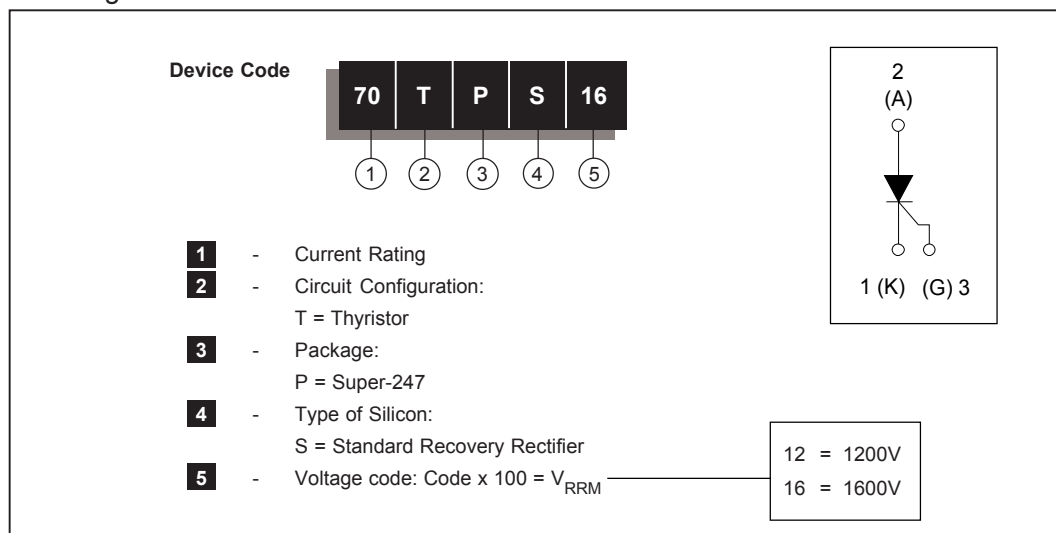 Device Code
70 T P S 16
1 2 3 4 5
2
(A)
1 (K) (G) 3
1 - Current Rating
2 - Circuit Configuration:
T = Thyristor
3 - Package:
P = Super-247
4 - Type of Silicon:
S = Standard Recovery Rectifier
5 - Voltage code: Code x 100 = VRRM
12 = 1200V
16 = 1600V